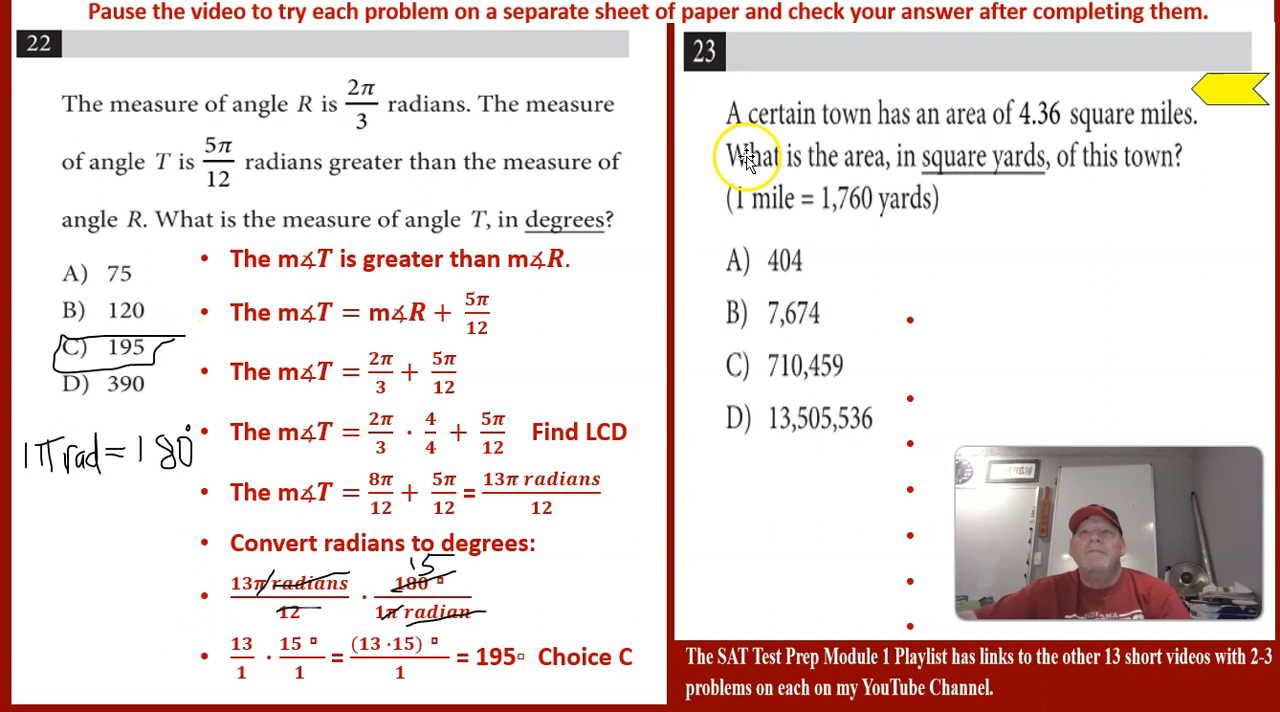 Pause the video to try each problem on a separate sheet of paper and check your answer after completing them.
22
The measure of angle R is 2π/3 radians. The measure
of angle T is 5π/12 radians greater than the measure of
angle R. What is the measure of angle T, in degrees?
A) 75
B) 120
C) 195
D) 390
1π rad = 180°
• The m∡T is greater than m∡R.
• The m∡T = m∡R + 5π/12
• The m∡T = 2π/3 + 5π/12
• The m∡T = 2π/3 · 4/4 + 5π/12 Find LCD
• The m∡T = 8π/12 + 5π/12 = 13π radians/12
• Convert radians to degrees:
15
• 13π radians/12 · 180 ▫/1π radian
• 13/1 · 15 ▫/1 = (13 · 15) ▫/1 = 195▫ Choice C
23
A certain town has an area of 4.36 square miles.
What is the area, in square yards, of this town?
(1 mile = 1,760 yards)
A) 404
B) 7,674
C) 710,459
D) 13,505,536
The SAT Test Prep Module 1 Playlist has links to the other 13 short videos with 2-3
problems on each on my YouTube Channel.